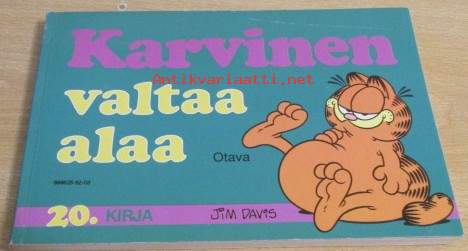 Karvinen
Antikvariaatti.net
valtaa
alaa
Otava
20. KIRJA
JIM DAVIS